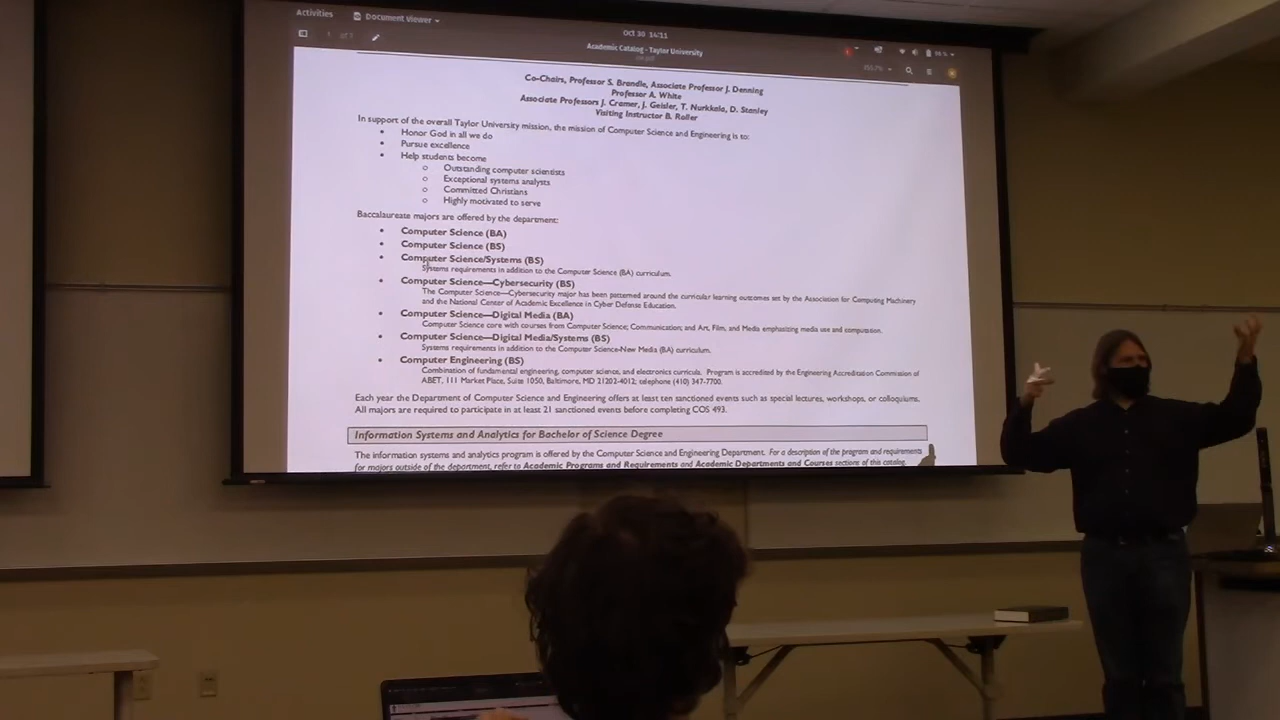 Activities
Document Viewer
Oct 30 14:11
Academic Catalog - Taylor University
Co-Chairs, Professor S. Brandle, Associate Professor J. Denning
Professor A. White
Associate Professors J. Cramer, J. Geisler, T. Nurkkala, D. Stanley
Visiting Instructor B. Roller
In support of the overall Taylor University mission, the mission of Computer Science and Engineering is to:
• Honor God in all we do
• Pursue excellence
• Help students become
o Outstanding computer scientists
o Exceptional systems analysts
o Committed Christians
o Highly motivated to serve
Baccalaureate majors are offered by the department:
• Computer Science (BA)
• Computer Science (BS)
• Computer Science/Systems (BS)
Systems requirements in addition to the Computer Science (BA) curriculum.
• Computer Science—Cybersecurity (BS)
The Computer Science—Cybersecurity major has been patterned around the curricular learning outcomes set by the Association for Computing Machinery
and the National Center of Academic Excellence in Cyber Defense Education.
• Computer Science—Digital Media (BA)
Computer Science core with courses from Computer Science; Communication; and Art, Film, and Media emphasizing media use and computation.
• Computer Science—Digital Media/Systems (BS)
Systems requirements in addition to the Computer Science-New Media (BA) curriculum.
• Computer Engineering (BS)
Combination of fundamental engineering, computer science, and electronics curricula. Program is accredited by the Engineering Accreditation Commission of
ABET, 111 Market Place, Suite 1050, Baltimore, MD 21202-4012; telephone (410) 347-7700.
Each year the Department of Computer Science and Engineering offers at least ten sanctioned events such as special lectures, workshops, or colloquiums.
All majors are required to participate in at least 21 sanctioned events before completing COS 493.
Information Systems and Analytics for Bachelor of Science Degree
The information systems and analytics program is offered by the Computer Science and Engineering Department. For a description of the program and requirements
for majors outside of the department, refer to Academic Programs and Requirements and Academic Departments and Courses sections of this catalog.